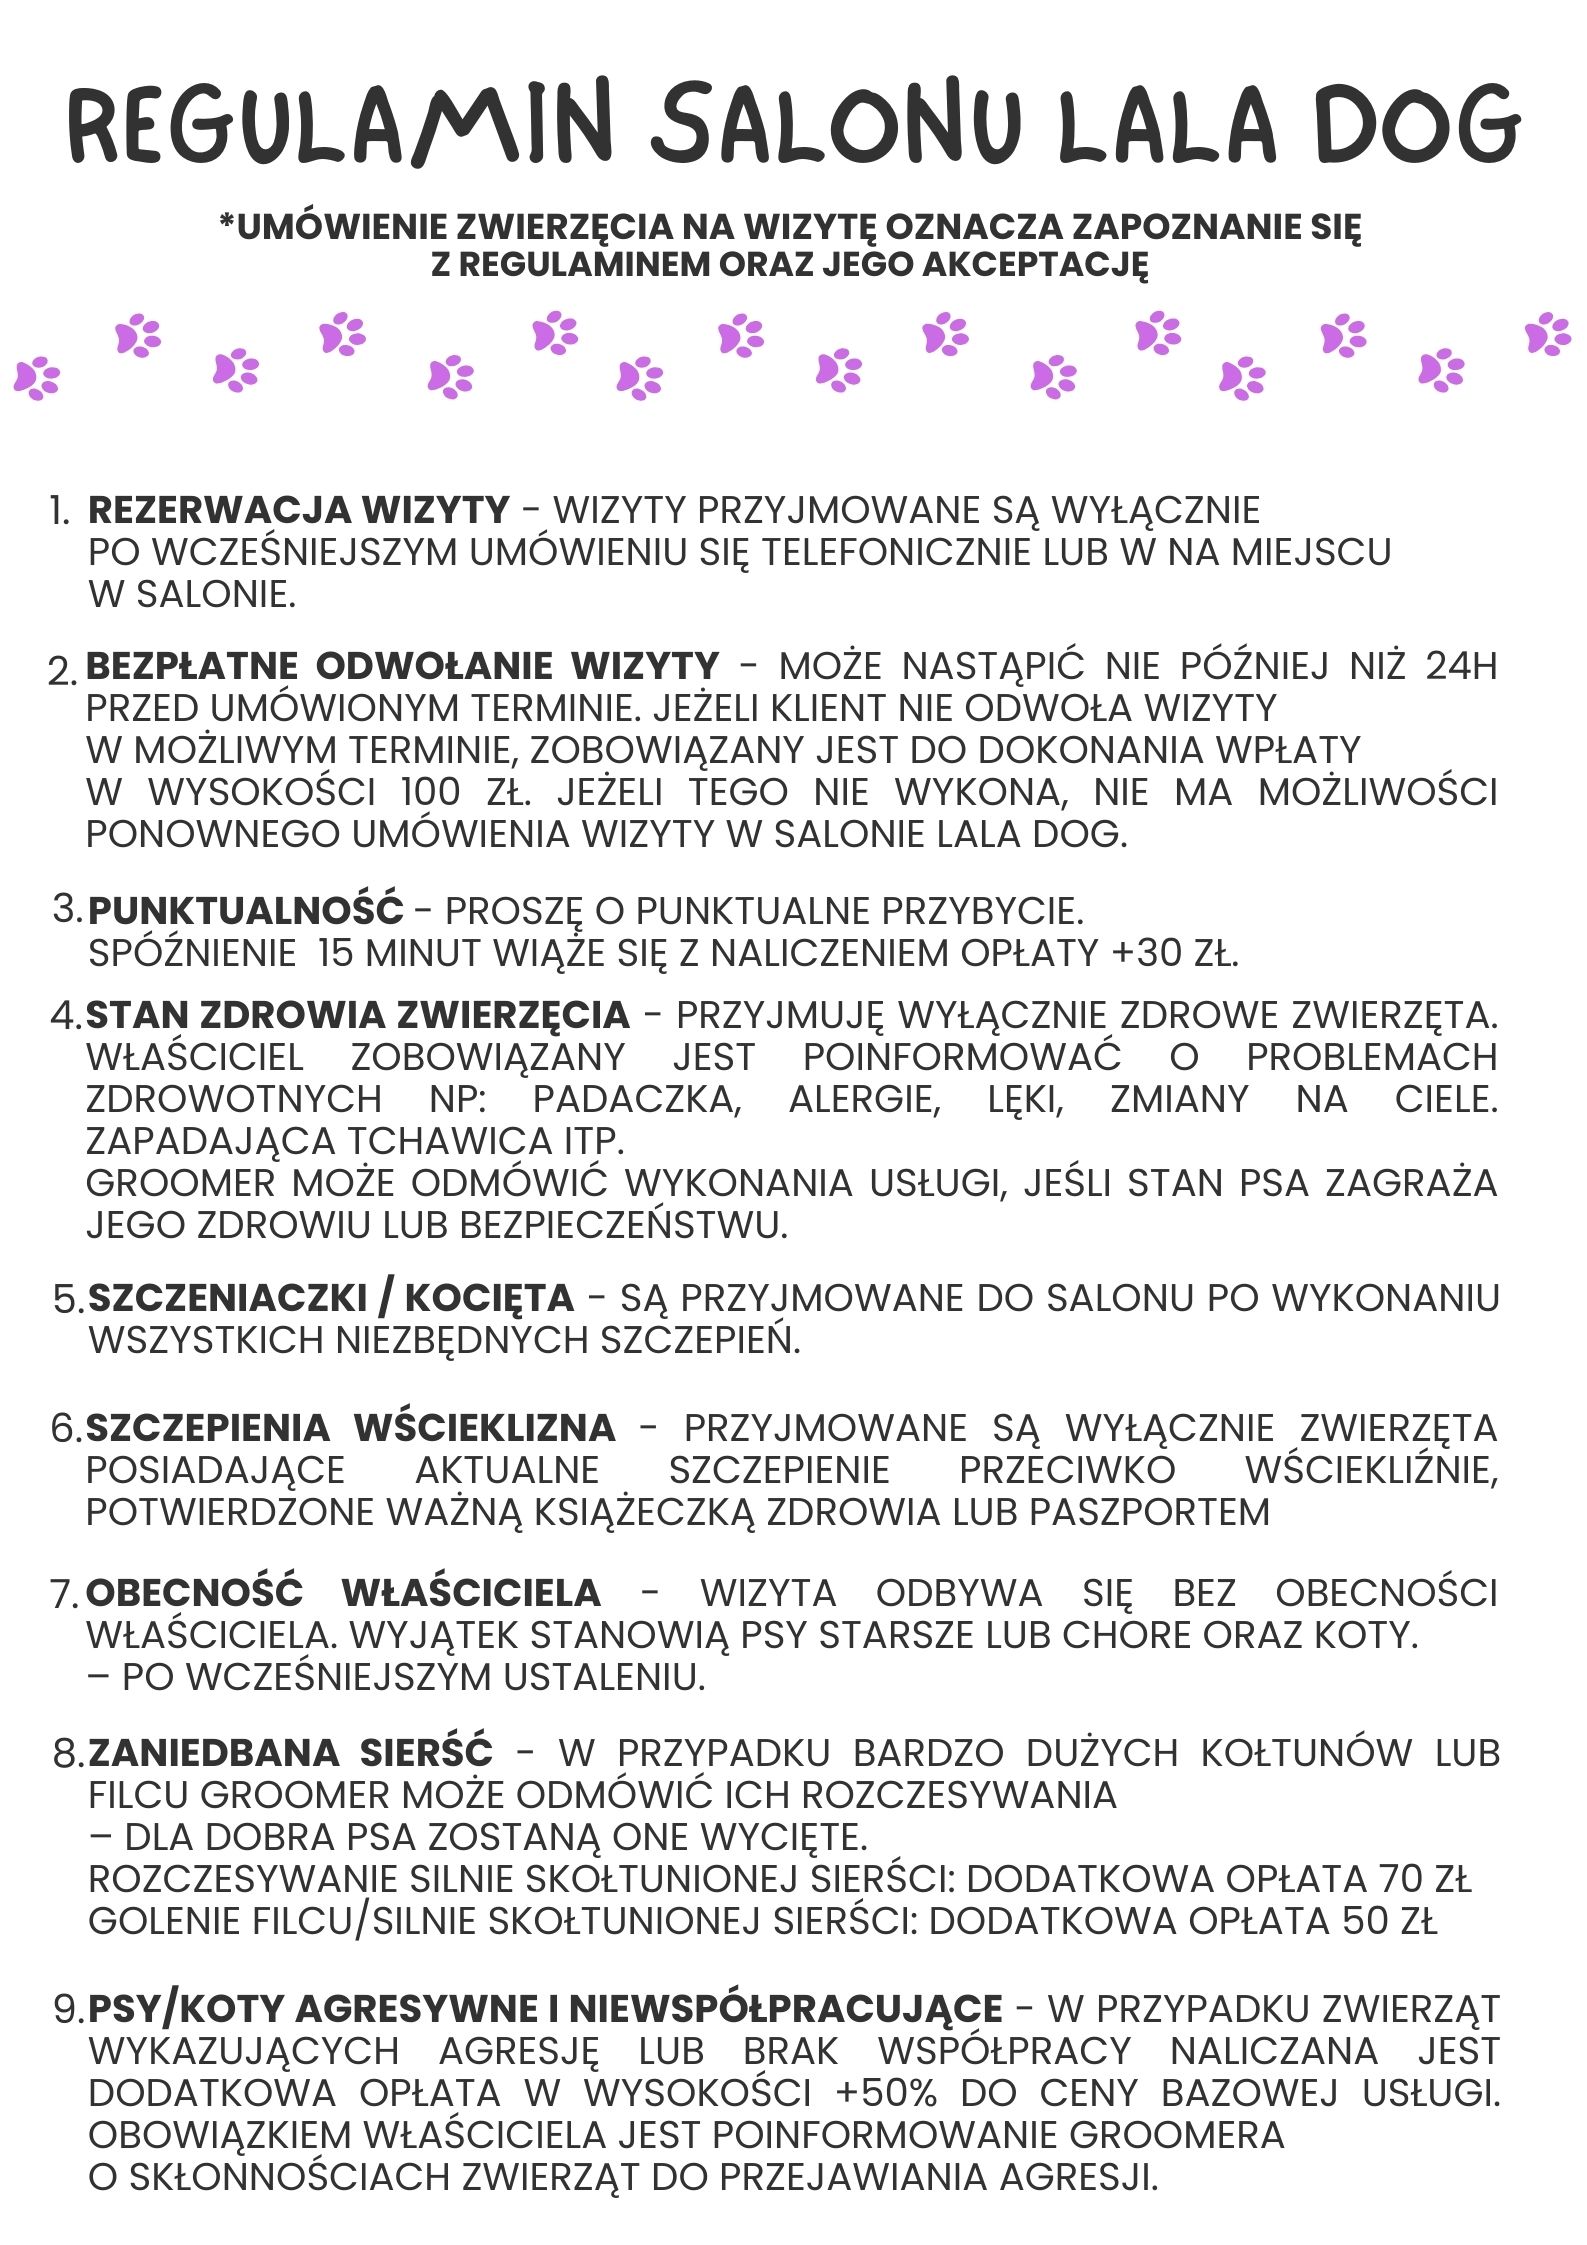 REGULAMIN SALONU LALA DOG
*UMÓWIENIE ZWIERZĘCIA NA WIZYTĘ OZNACZA ZAPOZNANIE SIĘ
Z REGULAMINEM ORAZ JEGO AKCEPTACJĘ
1. REZERWACJA WIZYTY - WIZYTY PRZYJMOWANE SĄ WYŁĄCZNIE
PO WCZEŚNIEJSZYM UMÓWIENIU SIĘ TELEFONICZNIE LUB W NA MIEJSCU
W SALONIE.
2. BEZPŁATNE ODWOŁANIE WIZYTY - MOŻE NASTĄPIĆ NIE PÓŹNIEJ NIŻ 24H
PRZED UMÓWIONYM TERMINIE. JEŻELI KLIENT NIE ODWOŁA WIZYTY
W MOŻLIWYM TERMINIE, ZOBOWIĄZANY JEST DO DOKONANIA WPŁATY
W WYSOKOŚCI 100 ZŁ. JEŻELI TEGO NIE WYKONA, NIE MA MOŻLIWOŚCI
PONOWNEGO UMÓWIENIA WIZYTY W SALONIE LALA DOG.
3. PUNKTUALNOŚĆ - PROSZĘ O PUNKTUALNE PRZYBYCIE.
SPÓŹNIENIE 15 MINUT WIĄŻE SIĘ Z NALICZENIEM OPŁATY +30 ZŁ.
4. STAN ZDROWIA ZWIERZĘCIA - PRZYJMUJĘ WYŁĄCZNIE ZDROWE ZWIERZĘTA.
WŁAŚCICIEL ZOBOWIĄZANY JEST POINFORMOWAĆ O PROBLEMACH
ZDROWOTNYCH NP: PADACZKA, ALERGIE, LĘKI, ZMIANY NA CIELE.
ZAPADAJĄCA TCHAWICA ITP.
GROOMER MOŻE ODMÓWIĆ WYKONANIA USŁUGI, JEŚLI STAN PSA ZAGRAŻA
JEGO ZDROWIU LUB BEZPIECZEŃSTWU.
5. SZCZENIACZKI / KOCIĘTA - SĄ PRZYJMOWANE DO SALONU PO WYKONANIU
WSZYSTKICH NIEZBĘDNYCH SZCZEPIEŃ.
6. SZCZEPIENIA WŚCIEKLIZNA - PRZYJMOWANE SĄ WYŁĄCZNIE ZWIERZĘTA
POSIADAJĄCE AKTUALNE SZCZEPIENIE PRZECIWKO WŚCIEKLIŹNIE,
POTWIERDZONE WAŻNĄ KSIĄŻECZKĄ ZDROWIA LUB PASZPORTEM
7. OBECNOŚĆ WŁAŚCICIELA - WIZYTA ODBYWA SIĘ BEZ OBECNOŚCI
WŁAŚCICIELA. WYJĄTEK STANOWIĄ PSY STARSZE LUB CHORE ORAZ KOTY.
– PO WCZEŚNIEJSZYM USTALENIU.
8. ZANIEDBANA SIERŚĆ - W PRZYPADKU BARDZO DUŻYCH KOŁTUNÓW LUB
FILCU GROOMER MOŻE ODMÓWIĆ ICH ROZCZESYWANIA
– DLA DOBRA PSA ZOSTANĄ ONE WYCIĘTE.
ROZCZESYWANIE SILNIE SKOŁTUNIONEJ SIERŚCI: DODATKOWA OPŁATA 70 ZŁ
GOLENIE FILCU/SILNIE SKOŁTUNIONEJ SIERŚCI: DODATKOWA OPŁATA 50 ZŁ
9. PSY/KOTY AGRESYWNE I NIEWSPÓŁPRACUJĄCE - W PRZYPADKU ZWIERZĄT
WYKAZUJĄCYCH AGRESJĘ LUB BRAK WSPÓŁPRACY NALICZANA JEST
DODATKOWA OPŁATA W WYSOKOŚCI +50% DO CENY BAZOWEJ USŁUGI.
OBOWIĄZKIEM WŁAŚCICIELA JEST POINFORMOWANIE GROOMERA
O SKŁONNOŚCIACH ZWIERZĄT DO PRZEJAWIANIA AGRESJI.